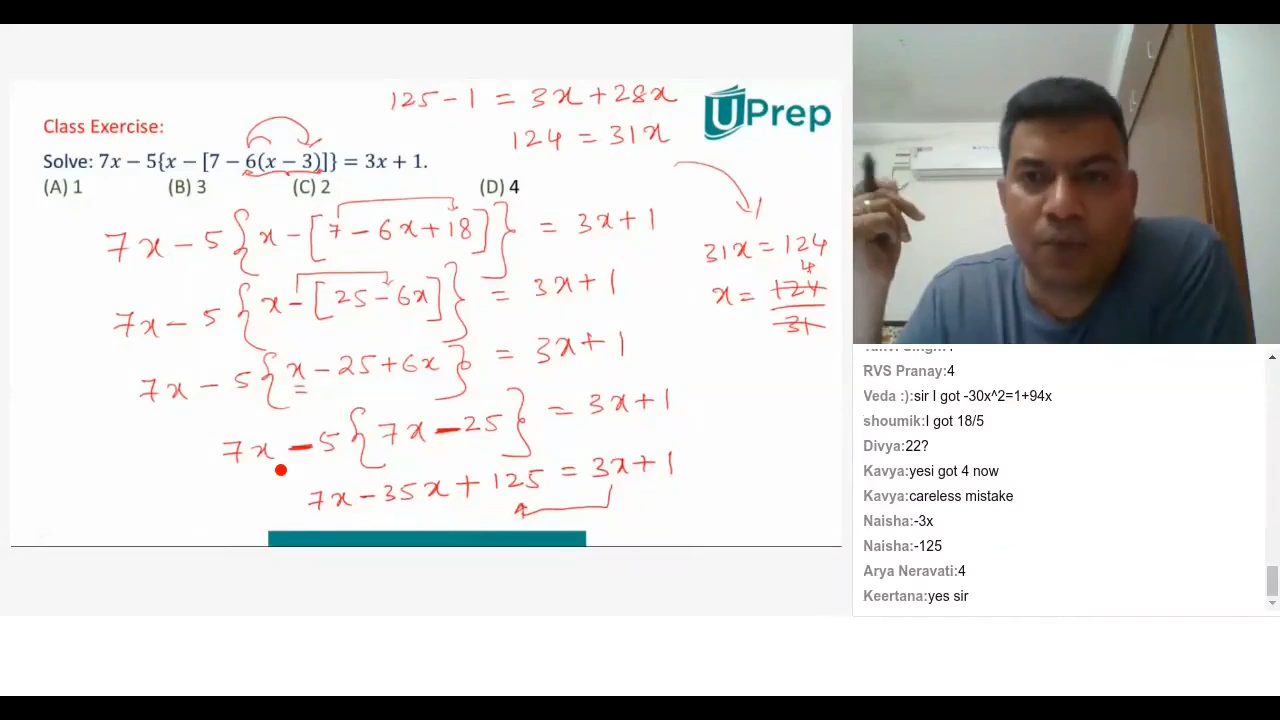 125 - 1 = 3x + 28x
124 = 31x
UPrep
Class Exercise:
Solve: 7x − 5{x − [7 − 6(x − 3)]} = 3x + 1.
(A) 1 (B) 3 (C) 2 (D) 4
7x - 5 { x - [ 7 - 6x + 18 ] } = 3x + 1
7x - 5 { x - [ 25 - 6x ] } = 3x + 1
7x - 5 { x - 25 + 6x } = 3x + 1
7x - 5 { 7x - 25 } = 3x + 1
7x - 35x + 125 = 3x + 1
31x = 124
4
x = 124
31
RVS Pranay:4
Veda :):sir I got -30x^2=1+94x
shoumik:I got 18/5
Divya:22?
Kavya:yesi got 4 now
Kavya:careless mistake
Naisha:-3x
Naisha:-125
Arya Neravati:4
Keertana:yes sir